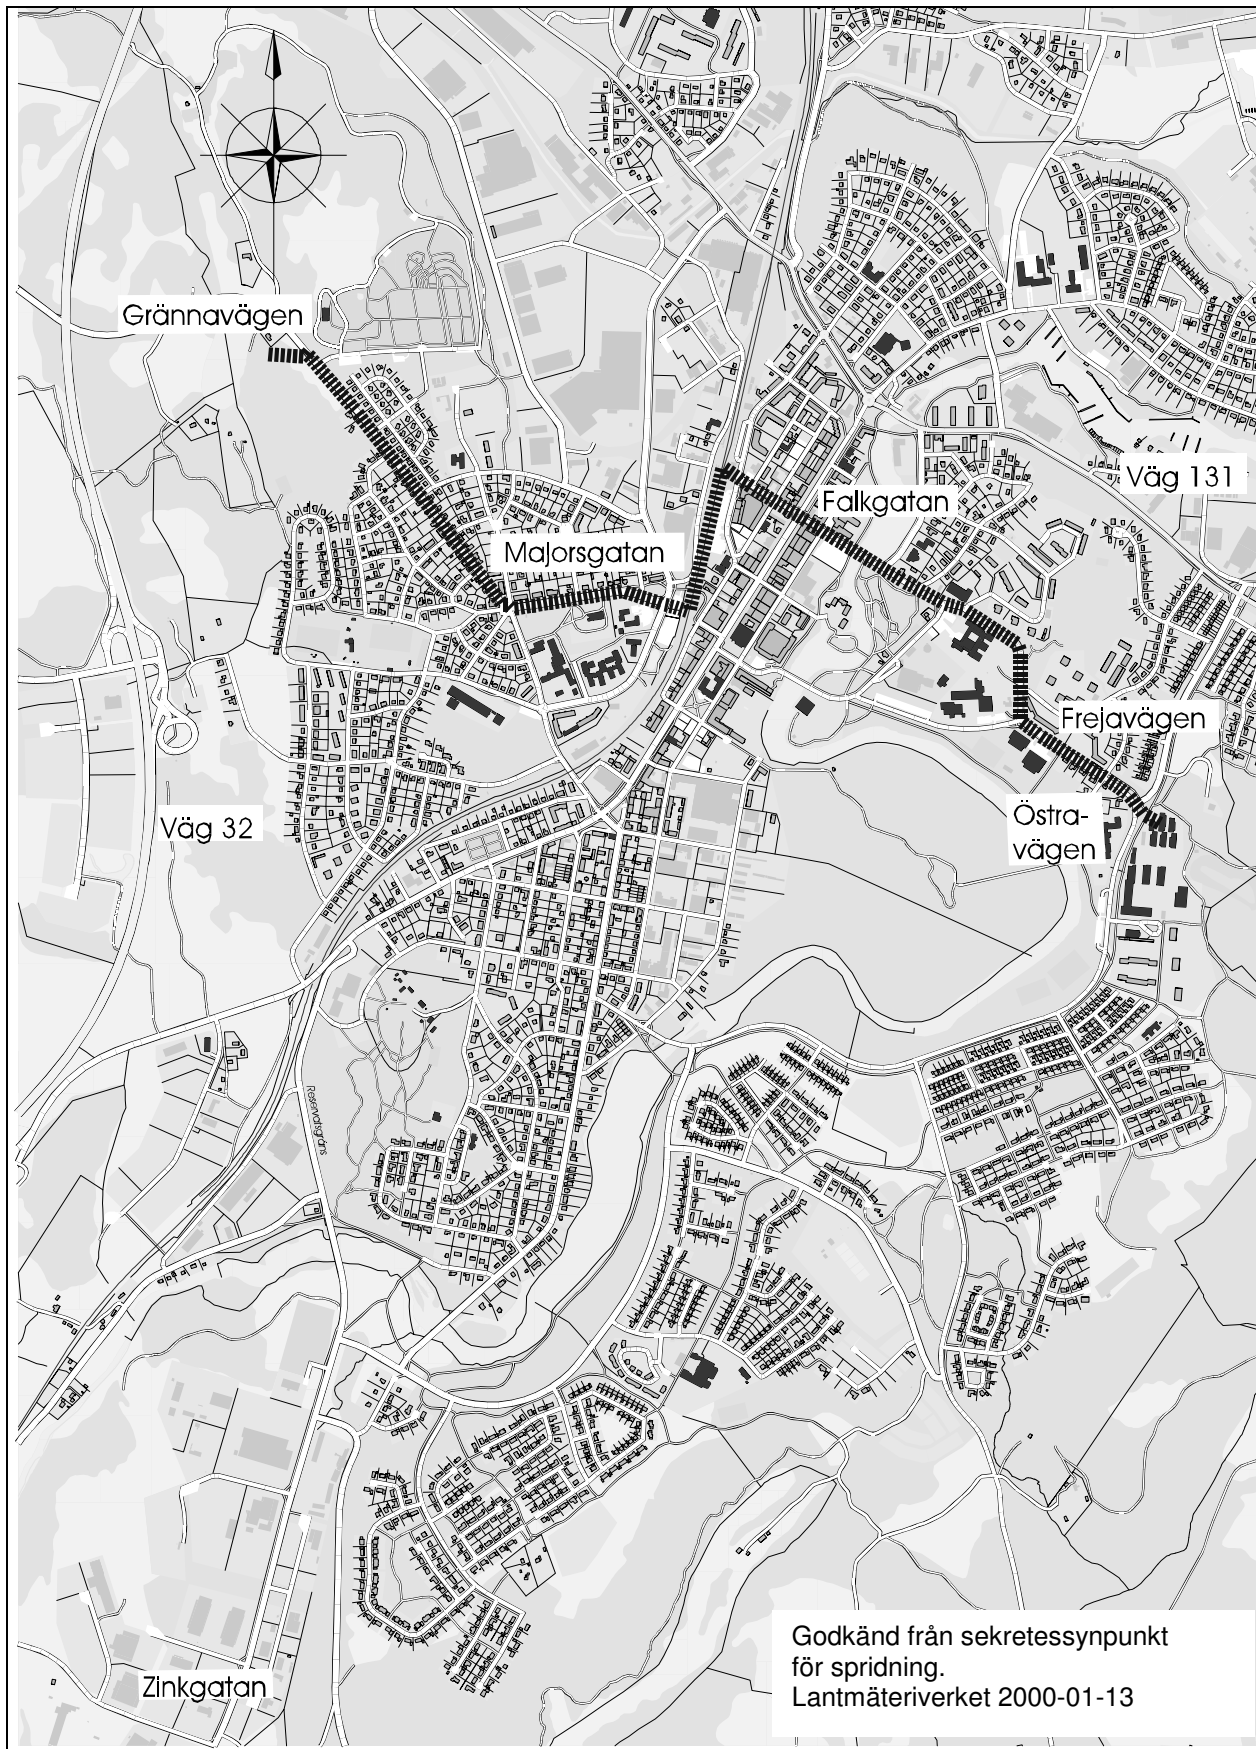 Grännavägen
Väg 131
Falkgatan
Majorsgatan
Frejavägen
Östra-
vägen
Väg 32
Reservatsgräns
Zinkgatan
Godkänd från sekretessynpunkt
för spridning.
Lantmäteriverket 2000-01-13